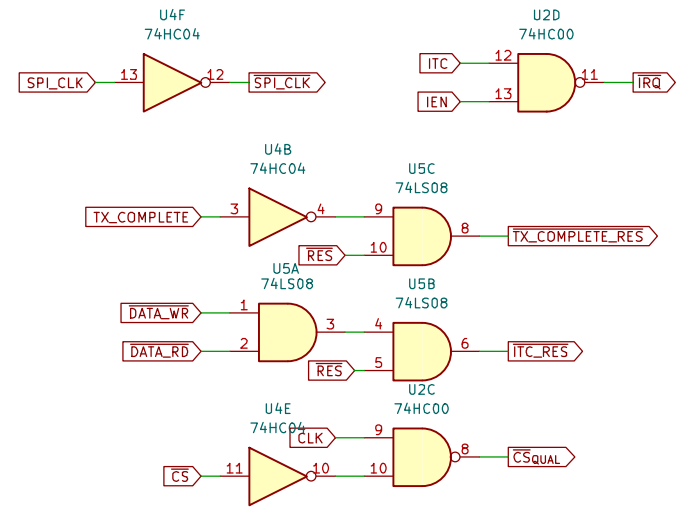 U4F
74HC04
SPI_CLK
13
12
SPI_CLK
U2D
74HC00
ITC
12
IEN
13
11
IRQ
U4B
74HC04
TX_COMPLETE
3
4
U5C
74LS08
9
RES
10
8
TX_COMPLETE_RES
U5A
74LS08
DATA_WR
1
DATA_RD
2
3
U5B
74LS08
4
RES
5
6
ITC_RES
U4E
74HC04
CS
11
10
U2C
74HC00
CLK
9
10
8
CSQUAL